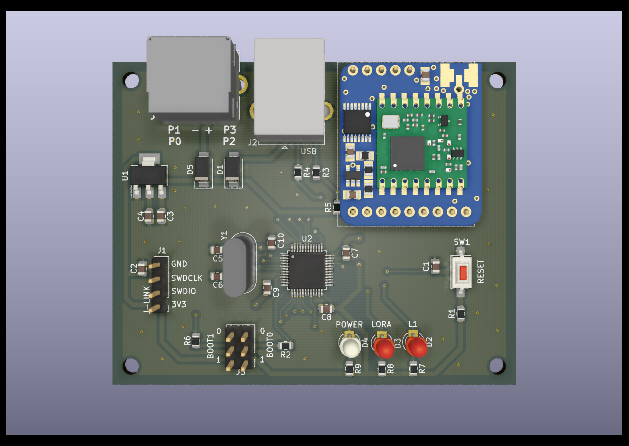 P1 - + P3
P0 P2
J2
USB
U1
D5
D1
R4
R3
R5
C4
C3
Y1
C10
U2
C5
C6
C7
C9
C8
C2
J1
GND
SWDCLK
SWDIO
3V3
J-LINK
C1
SW1
RESET
R1
R6
BOOT1
0
1
0
1
BOOT0
J3
R2
POWER
LORA
L1
D4
D3
D2
R9
R8
R7